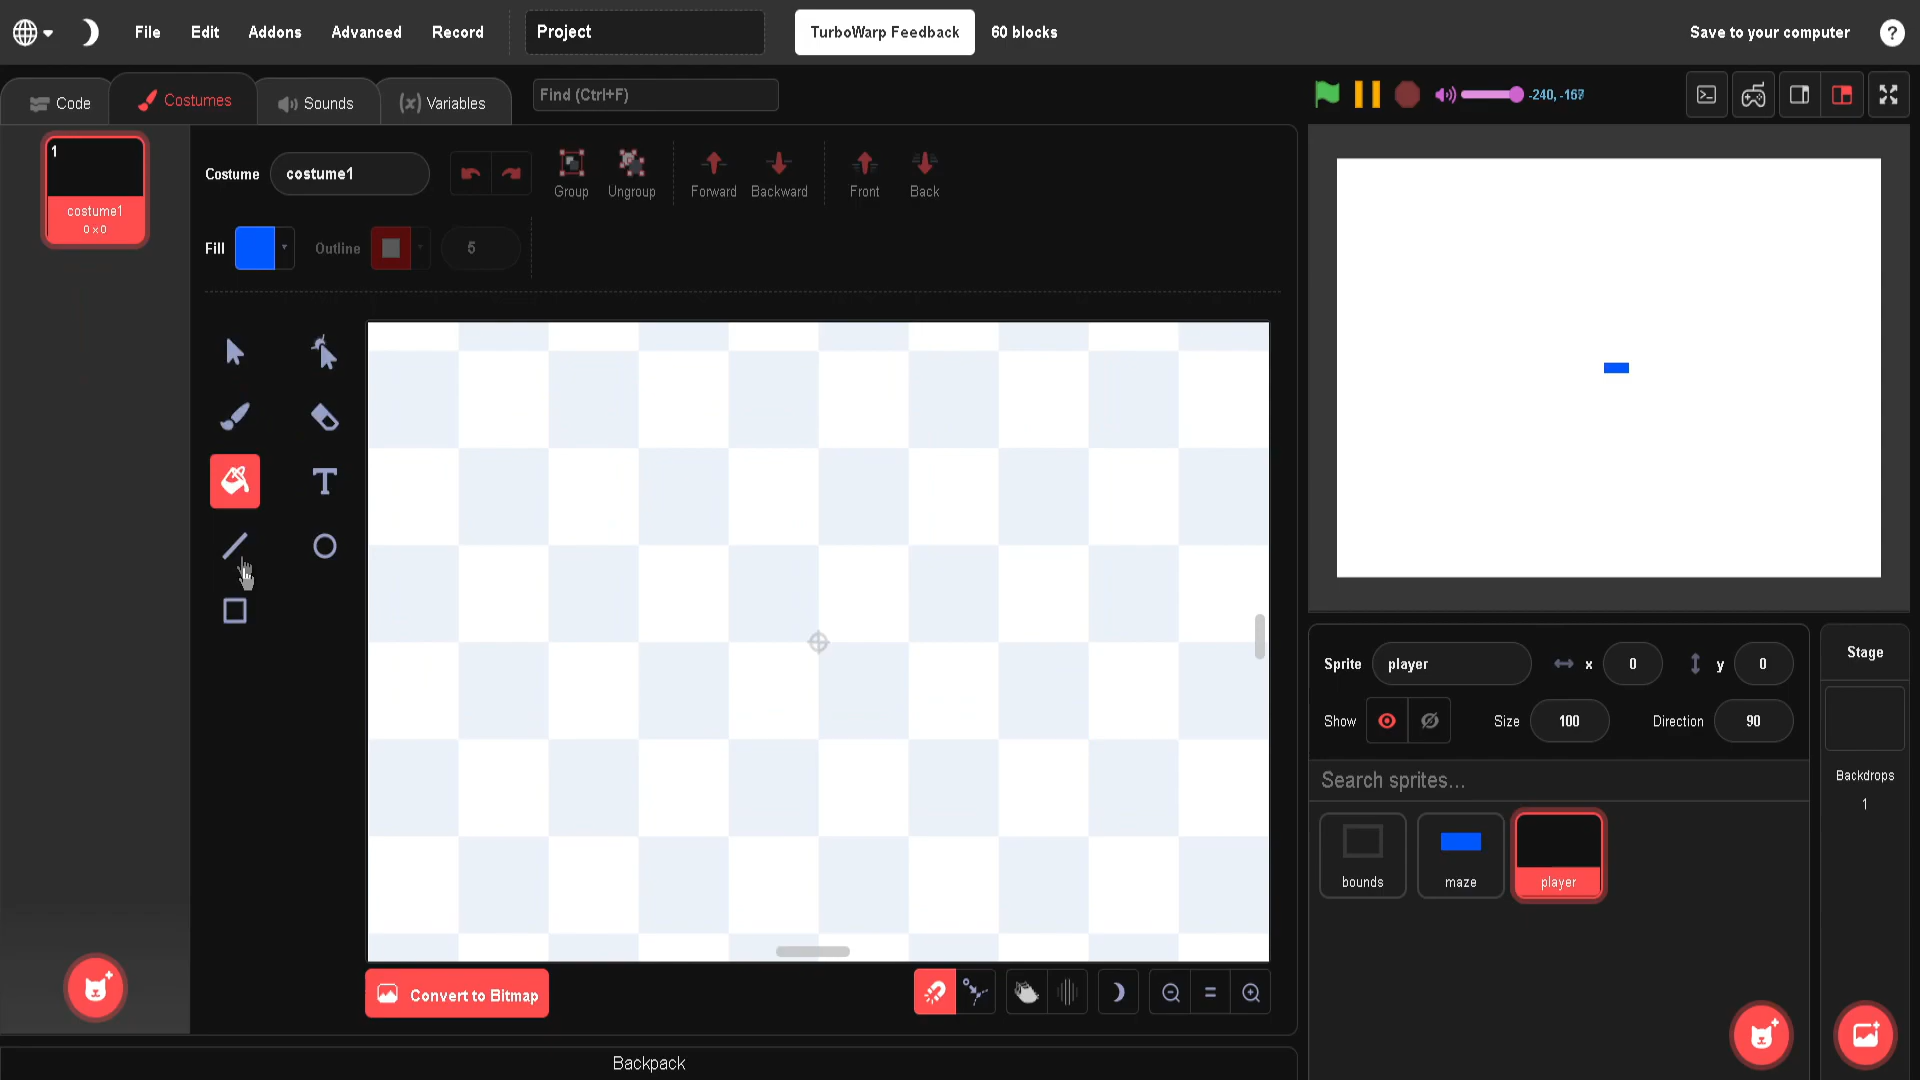 File Edit Addons Advanced Record Project TurboWarp Feedback 60 blocks Save to your computer ?
Code Costumes Sounds (x) Variables Find (Ctrl+F) -240, -167
1
costume1
0 x 0
Costume costume1 Group Ungroup Forward Backward Front Back
Fill Outline 5
T
Convert to Bitmap
Backpack
Sprite player x 0 y 0
Show Size 100 Direction 90
Search sprites...
bounds maze player
Stage
Backdrops
1